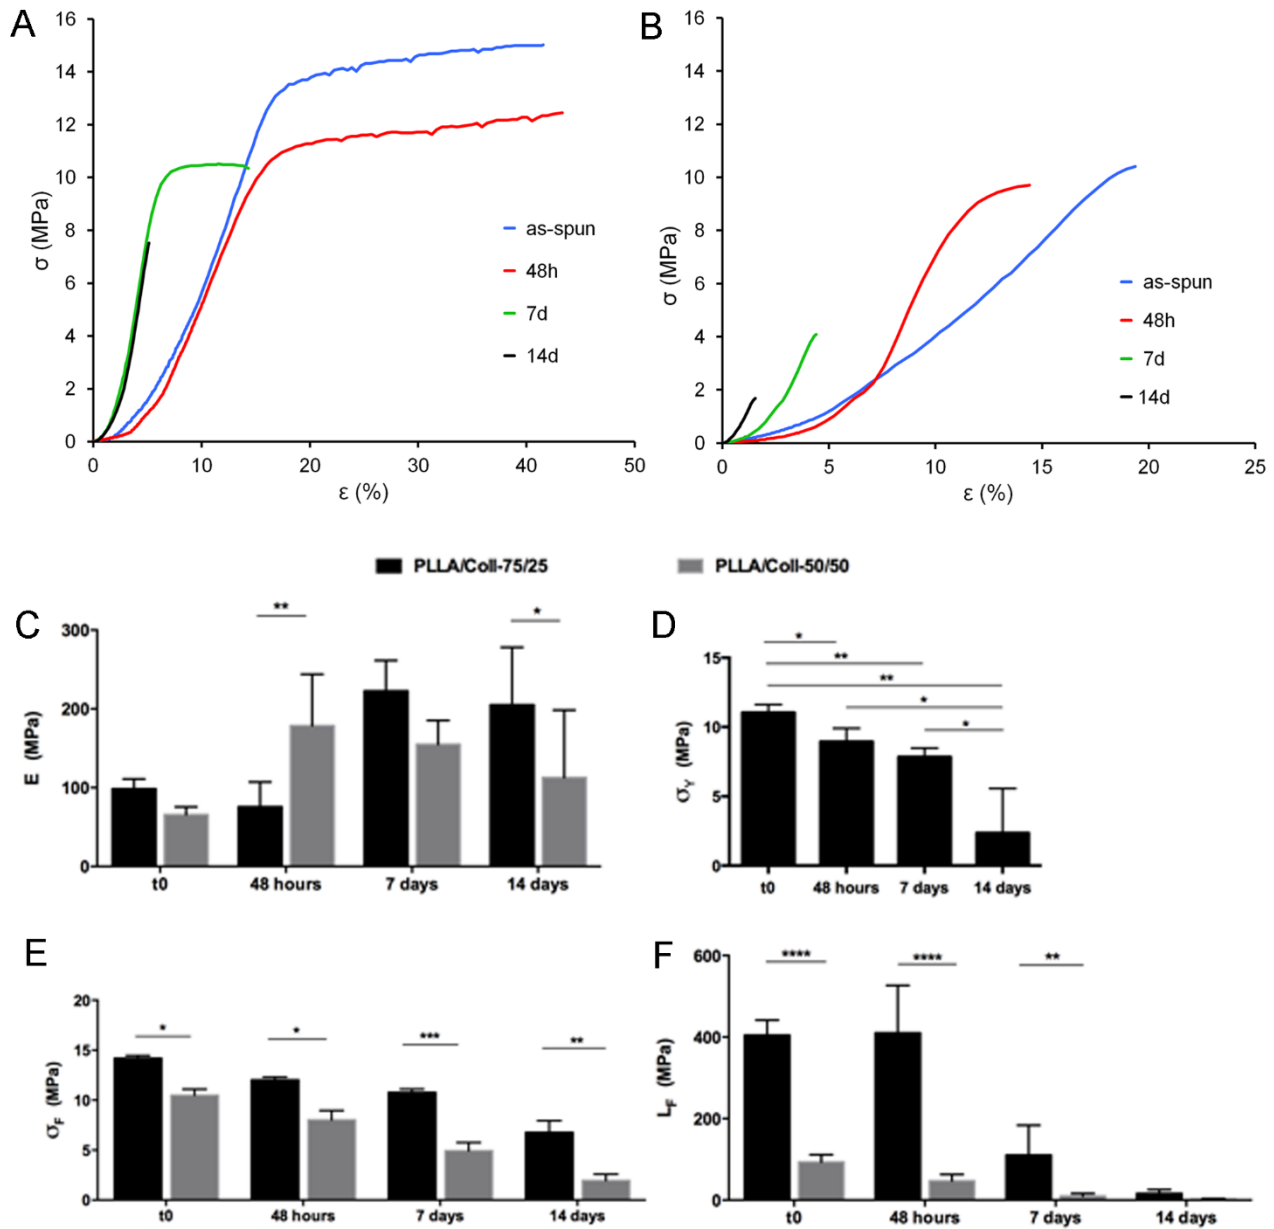 A
16
14
12
10
8
6
4
2
0
σ (MPa)
as-spun
48h
7d
14d
0 10 20 30 40 50
ε (%)
B
16
14
12
10
8
6
4
2
0
σ (MPa)
as-spun
48h
7d
14d
0 5 10 15 20 25
ε (%)
PLLA/Coll-75/25 PLLA/Coll-50/50
C
E (MPa)
300
200
100
0
** *
t0 48 hours 7 days 14 days
D
σY (MPa)
15
10
5
0
*
**
**
*
*
t0 48 hours 7 days 14 days
E
σF (MPa)
20
15
10
5
0
* * *** **
t0 48 hours 7 days 14 days
F
LF (MPa)
600
400
200
0
**** **** **
t0 48 hours 7 days 14 days